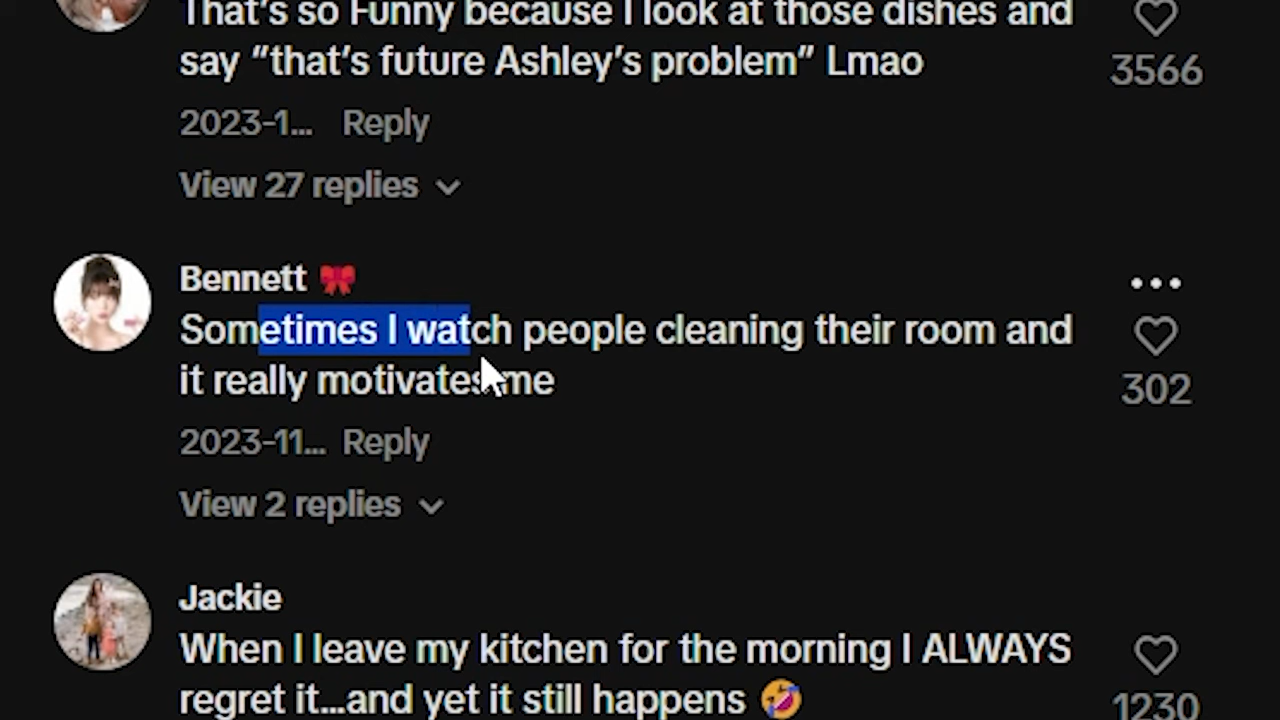 That's so Funny because I look at those dishes and
say “that's future Ashley's problem” Lmao
3566
2023-1... Reply
View 27 replies
Bennett 🎀
Sometimes I watch people cleaning their room and
it really motivates me
302
2023-11... Reply
View 2 replies
Jackie
When I leave my kitchen for the morning I ALWAYS
regret it...and yet it still happens 🤣
1230